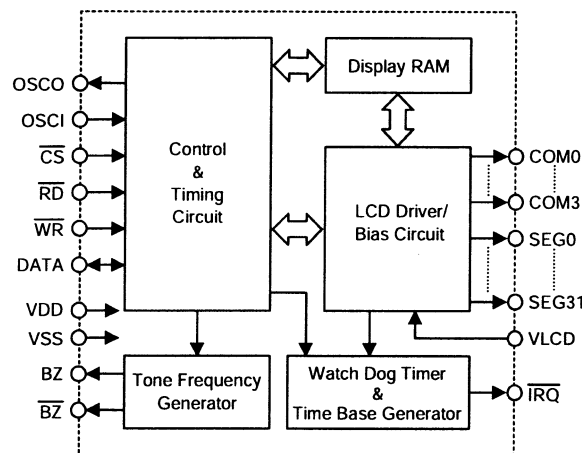 OSCO
OSCI
CS
RD
WR
DATA
VDD
VSS
BZ
BZ
Control
&
Timing
Circuit
Display RAM
LCD Driver/
Bias Circuit
Tone Frequency
Generator
Watch Dog Timer
&
Time Base Generator
COM0
COM3
SEG0
SEG31
VLCD
IRQ